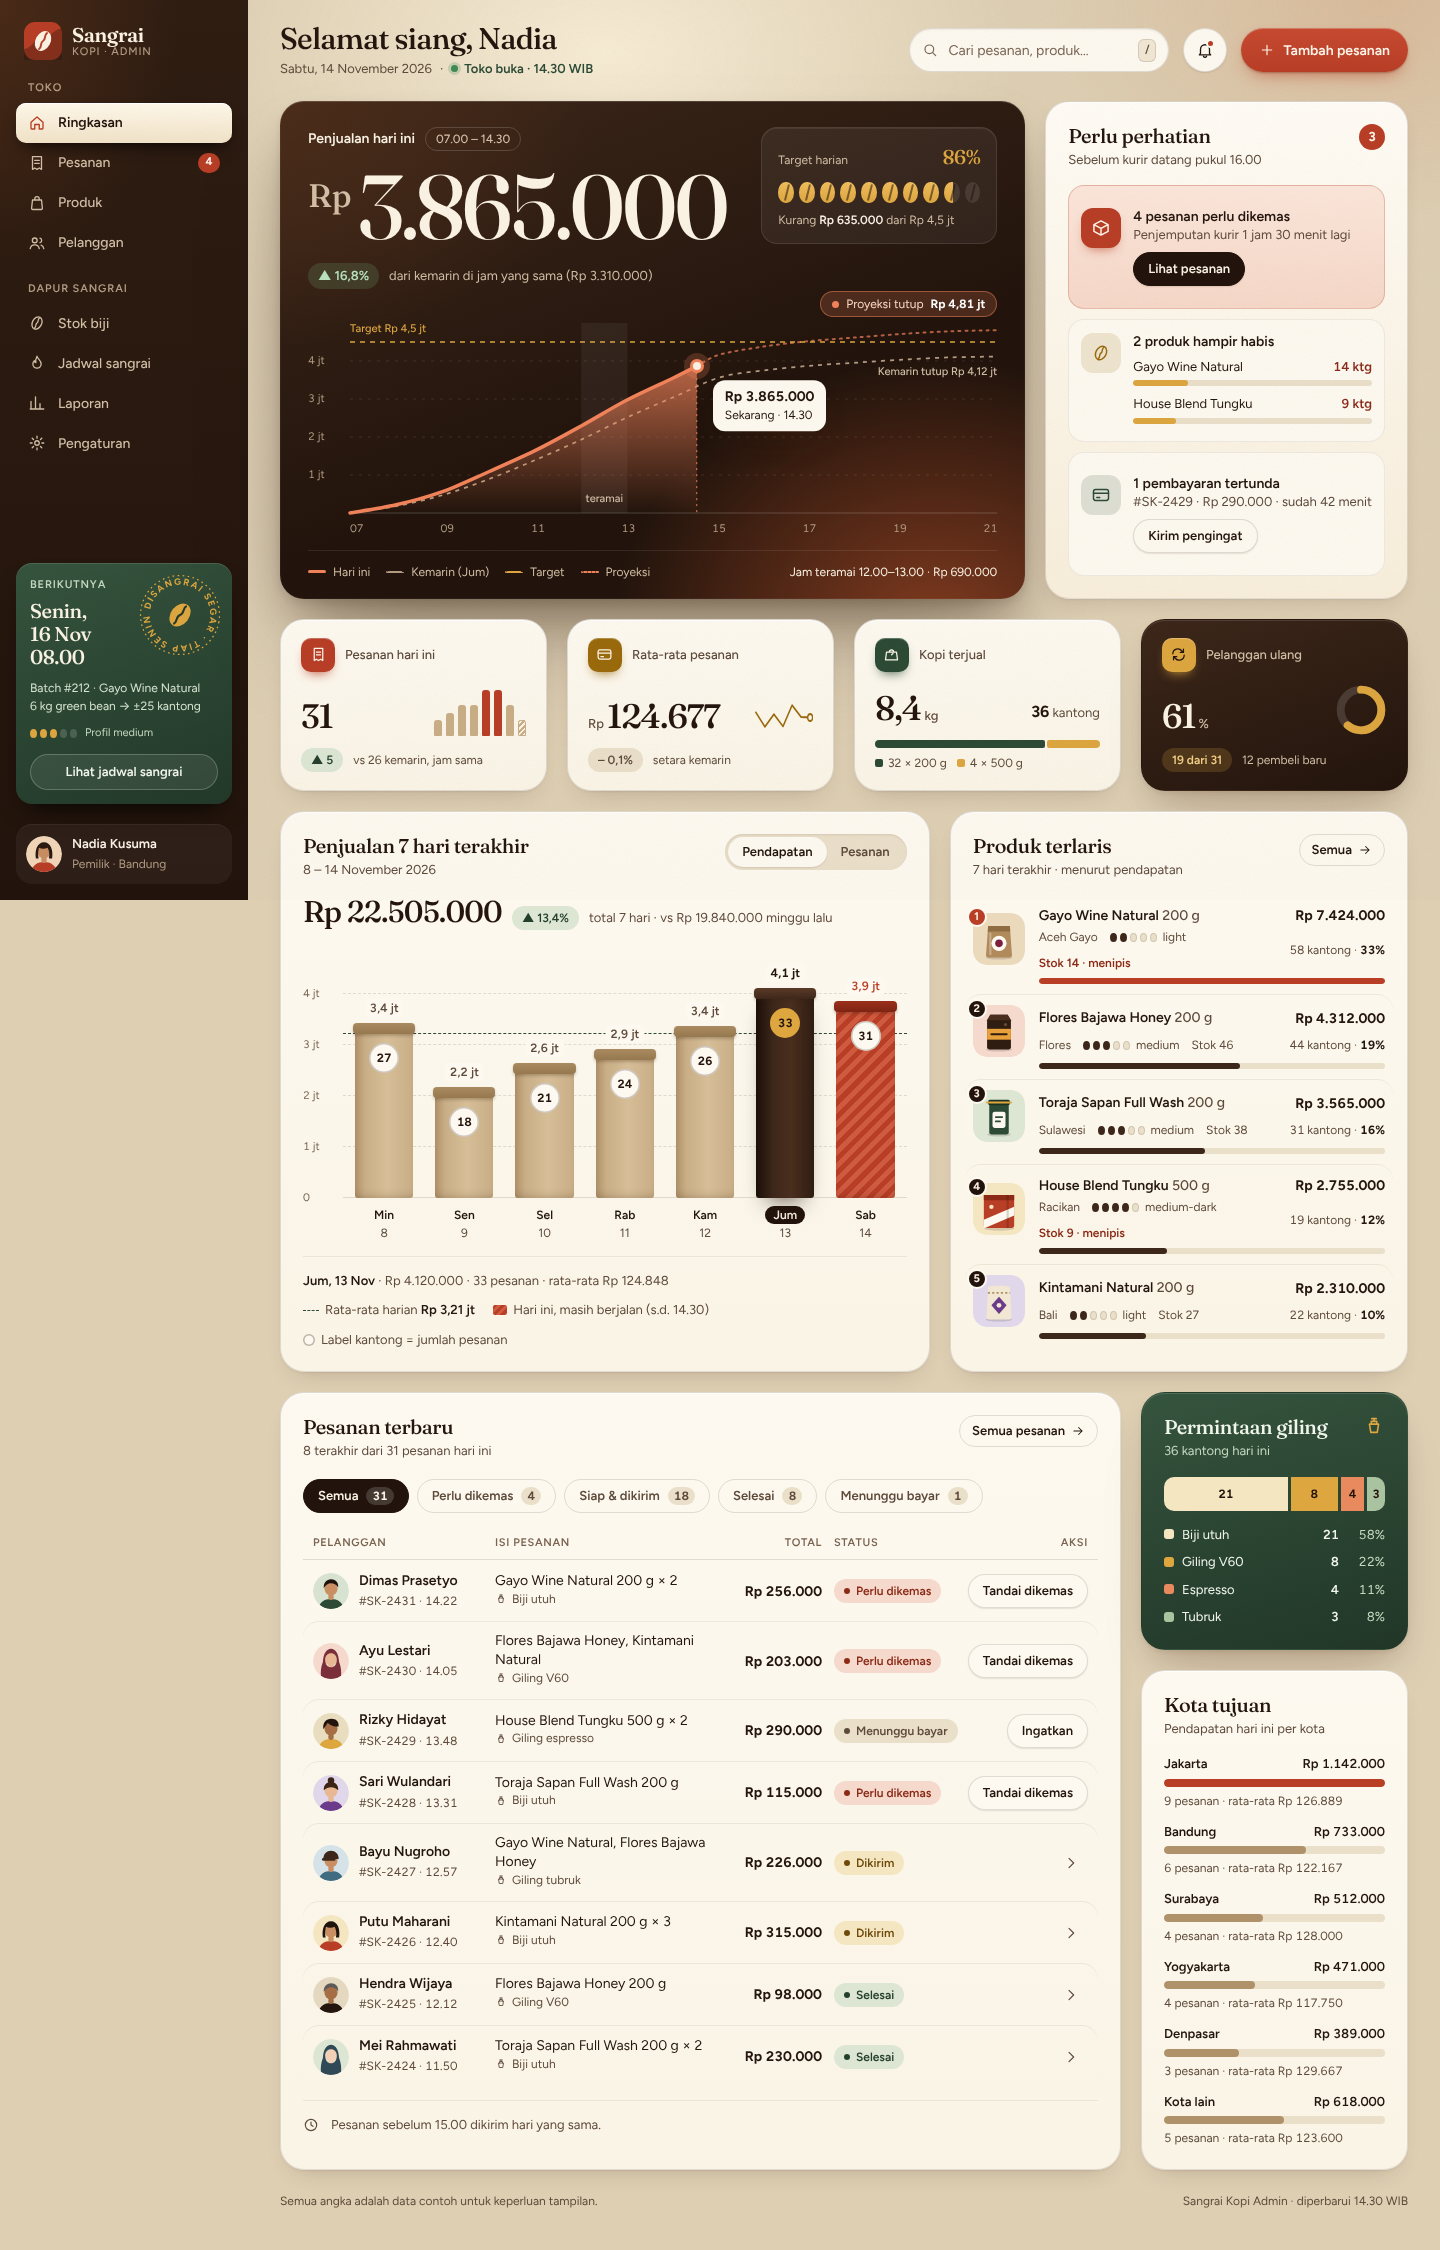 Sangrai
KOPI · ADMIN
TOKO
Ringkasan
Pesanan 4
Produk
Pelanggan
DAPUR SANGRAI
Stok biji
Jadwal sangrai
Laporan
Pengaturan
BERIKUTNYA
Senin,
16 Nov
08.00
DISANGRAI SEGAR · TIAP SENIN ·
Batch #212 · Gayo Wine Natural
6 kg green bean → ±25 kantong
Profil medium
Lihat jadwal sangrai
Nadia Kusuma
Pemilik · Bandung
Selamat siang, Nadia
Sabtu, 14 November 2026 · Toko buka · 14.30 WIB
Cari pesanan, produk... /
+ Tambah pesanan
Penjualan hari ini 07.00 – 14.30
Rp 3.865.000
▲ 16,8% dari kemarin di jam yang sama (Rp 3.310.000)
Target harian 86%
Kurang Rp 635.000 dari Rp 4,5 jt
Proyeksi tutup Rp 4,81 jt
Target Rp 4,5 jt
Kemarin tutup Rp 4,12 jt
Rp 3.865.000
Sekarang · 14.30
4 jt
3 jt
2 jt
1 jt
teramai
07 09 11 13 15 17 19 21
Hari ini Kemarin (Jum) Target Proyeksi
Jam teramai 12.00–13.00 · Rp 690.000
Perlu perhatian 3
Sebelum kurir datang pukul 16.00
4 pesanan perlu dikemas
Penjemputan kurir 1 jam 30 menit lagi
Lihat pesanan
2 produk hampir habis
Gayo Wine Natural 14 ktg
House Blend Tungku 9 ktg
1 pembayaran tertunda
#SK-2429 · Rp 290.000 · sudah 42 menit
Kirim pengingat
Pesanan hari ini
31
▲ 5 vs 26 kemarin, jam sama
Rata-rata pesanan
Rp 124.677
– 0,1% setara kemarin
Kopi terjual
8,4 kg 36 kantong
32 × 200 g 4 × 500 g
Pelanggan ulang
61 %
19 dari 31 12 pembeli baru
Penjualan 7 hari terakhir
8 – 14 November 2026
Pendapatan Pesanan
Rp 22.505.000 ▲ 13,4% total 7 hari · vs Rp 19.840.000 minggu lalu
4 jt
3 jt
2 jt
1 jt
0
3,4 jt 2,2 jt 2,6 jt 2,9 jt 3,4 jt 4,1 jt 3,9 jt
27 18 21 24 26 33 31
Min Sen Sel Rab Kam Jum Sab
8 9 10 11 12 13 14
Jum, 13 Nov · Rp 4.120.000 · 33 pesanan · rata-rata Rp 124.848
Rata-rata harian Rp 3,21 jt Hari ini, masih berjalan (s.d. 14.30)
Label kantong = jumlah pesanan
Produk terlaris
7 hari terakhir · menurut pendapatan
Semua →
1 Gayo Wine Natural 200 g Rp 7.424.000
Aceh Gayo light 58 kantong · 33%
Stok 14 · menipis
2 Flores Bajawa Honey 200 g Rp 4.312.000
Flores medium Stok 46 44 kantong · 19%
3 Toraja Sapan Full Wash 200 g Rp 3.565.000
Sulawesi medium Stok 38 31 kantong · 16%
4 House Blend Tungku 500 g Rp 2.755.000
Racikan medium-dark 19 kantong · 12%
Stok 9 · menipis
5 Kintamani Natural 200 g Rp 2.310.000
Bali light Stok 27 22 kantong · 10%
Pesanan terbaru
8 terakhir dari 31 pesanan hari ini
Semua pesanan →
Semua 31 Perlu dikemas 4 Siap & dikirim 18 Selesai 8 Menunggu bayar 1
PELANGGAN ISI PESANAN TOTAL STATUS AKSI
Dimas Prasetyo
#SK-2431 · 14.22
Gayo Wine Natural 200 g × 2
Biji utuh
Rp 256.000 Perlu dikemas Tandai dikemas
Ayu Lestari
#SK-2430 · 14.05
Flores Bajawa Honey, Kintamani
Natural
Giling V60
Rp 203.000 Perlu dikemas Tandai dikemas
Rizky Hidayat
#SK-2429 · 13.48
House Blend Tungku 500 g × 2
Giling espresso
Rp 290.000 Menunggu bayar Ingatkan
Sari Wulandari
#SK-2428 · 13.31
Toraja Sapan Full Wash 200 g
Biji utuh
Rp 115.000 Perlu dikemas Tandai dikemas
Bayu Nugroho
#SK-2427 · 12.57
Gayo Wine Natural, Flores Bajawa
Honey
Giling tubruk
Rp 226.000 Dikirim
Putu Maharani
#SK-2426 · 12.40
Kintamani Natural 200 g × 3
Biji utuh
Rp 315.000 Dikirim
Hendra Wijaya
#SK-2425 · 12.12
Flores Bajawa Honey 200 g
Giling V60
Rp 98.000 Selesai
Mei Rahmawati
#SK-2424 · 11.50
Toraja Sapan Full Wash 200 g × 2
Biji utuh
Rp 230.000 Selesai
Pesanan sebelum 15.00 dikirim hari yang sama.
Permintaan giling
36 kantong hari ini
21 8 4 3
Biji utuh 21 58%
Giling V60 8 22%
Espresso 4 11%
Tubruk 3 8%
Kota tujuan
Pendapatan hari ini per kota
Jakarta Rp 1.142.000
9 pesanan · rata-rata Rp 126.889
Bandung Rp 733.000
6 pesanan · rata-rata Rp 122.167
Surabaya Rp 512.000
4 pesanan · rata-rata Rp 128.000
Yogyakarta Rp 471.000
4 pesanan · rata-rata Rp 117.750
Denpasar Rp 389.000
3 pesanan · rata-rata Rp 129.667
Kota lain Rp 618.000
5 pesanan · rata-rata Rp 123.600
Semua angka adalah data contoh untuk keperluan tampilan.
Sangrai Kopi Admin · diperbarui 14.30 WIB